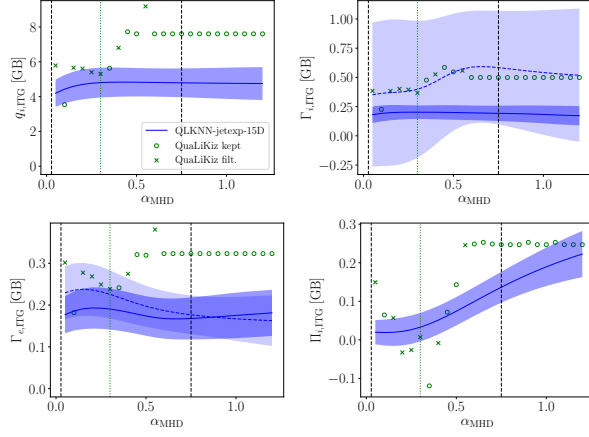 8
6
4
2
0
q_{i,ITG} [GB]
0.0 0.5 1.0
α_MHD
QLKNN-jetexp-15D
QuaLiKiz kept
QuaLiKiz filt.
1.00
0.75
0.50
0.25
0.00
−0.25
Γ_{i,ITG} [GB]
0.0 0.5 1.0
α_MHD
0.3
0.2
0.1
0.0
Γ_{e,ITG} [GB]
0.0 0.5 1.0
α_MHD
0.3
0.2
0.1
0.0
−0.1
Π_{i,ITG} [GB]
0.0 0.5 1.0
α_MHD